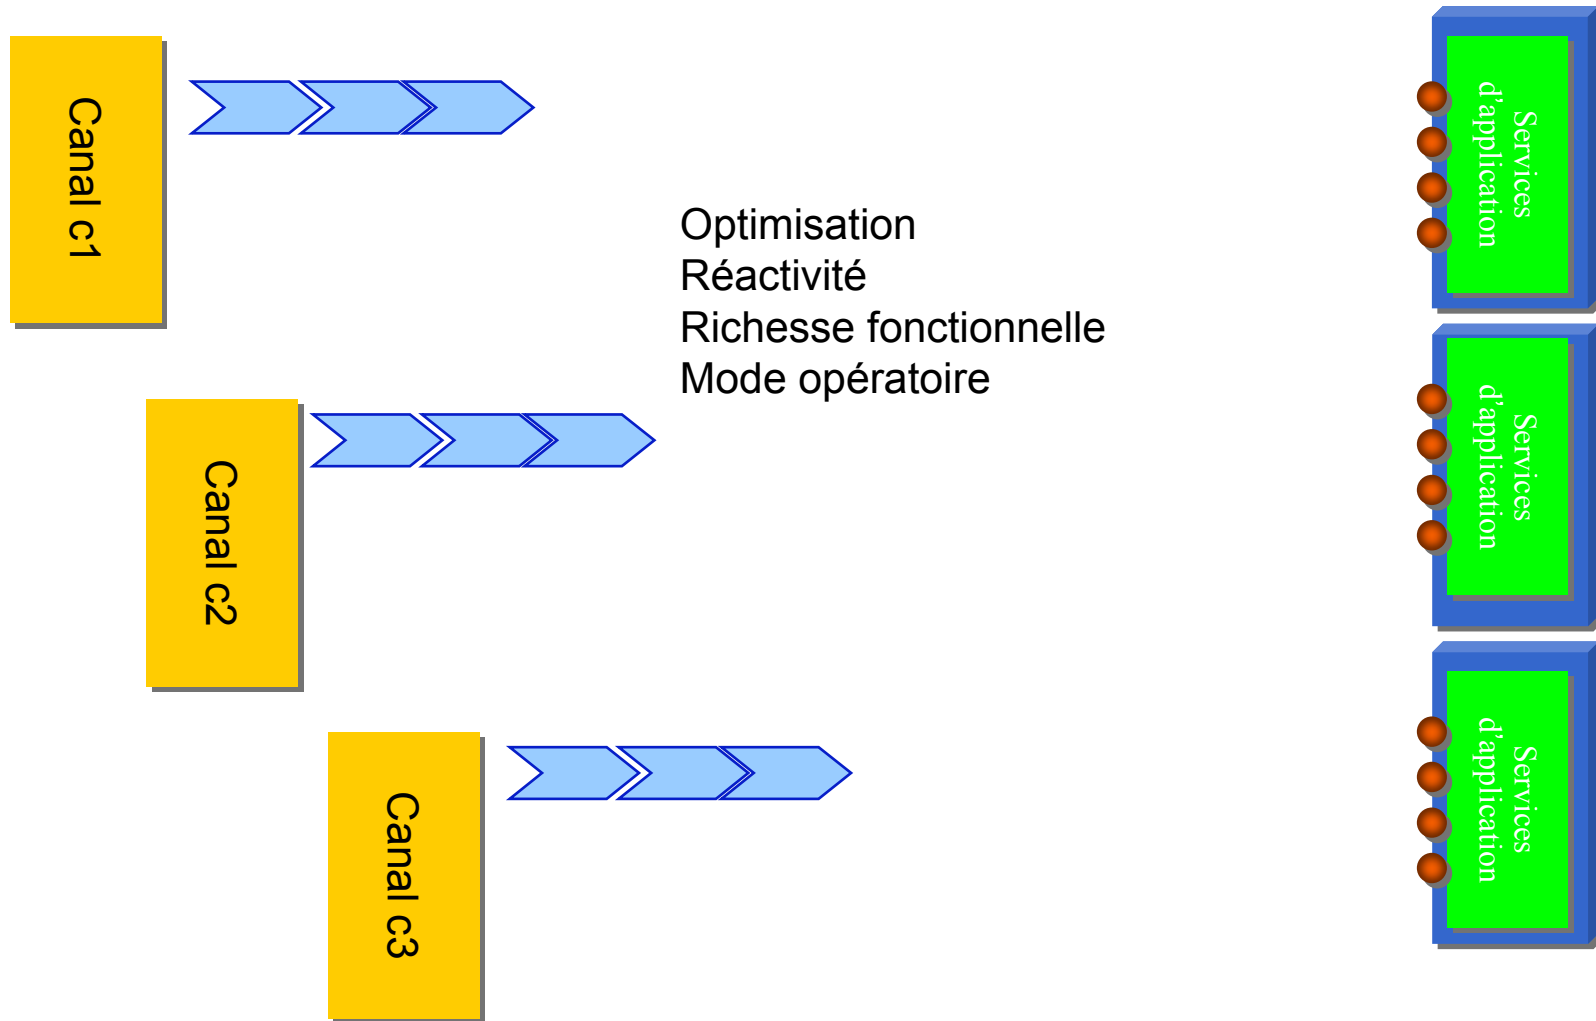 Canal c1
Services
d'application
Optimisation
Réactivité
Richesse fonctionnelle
Mode opératoire
Canal c2
Services
d'application
Canal c3
Services
d'application